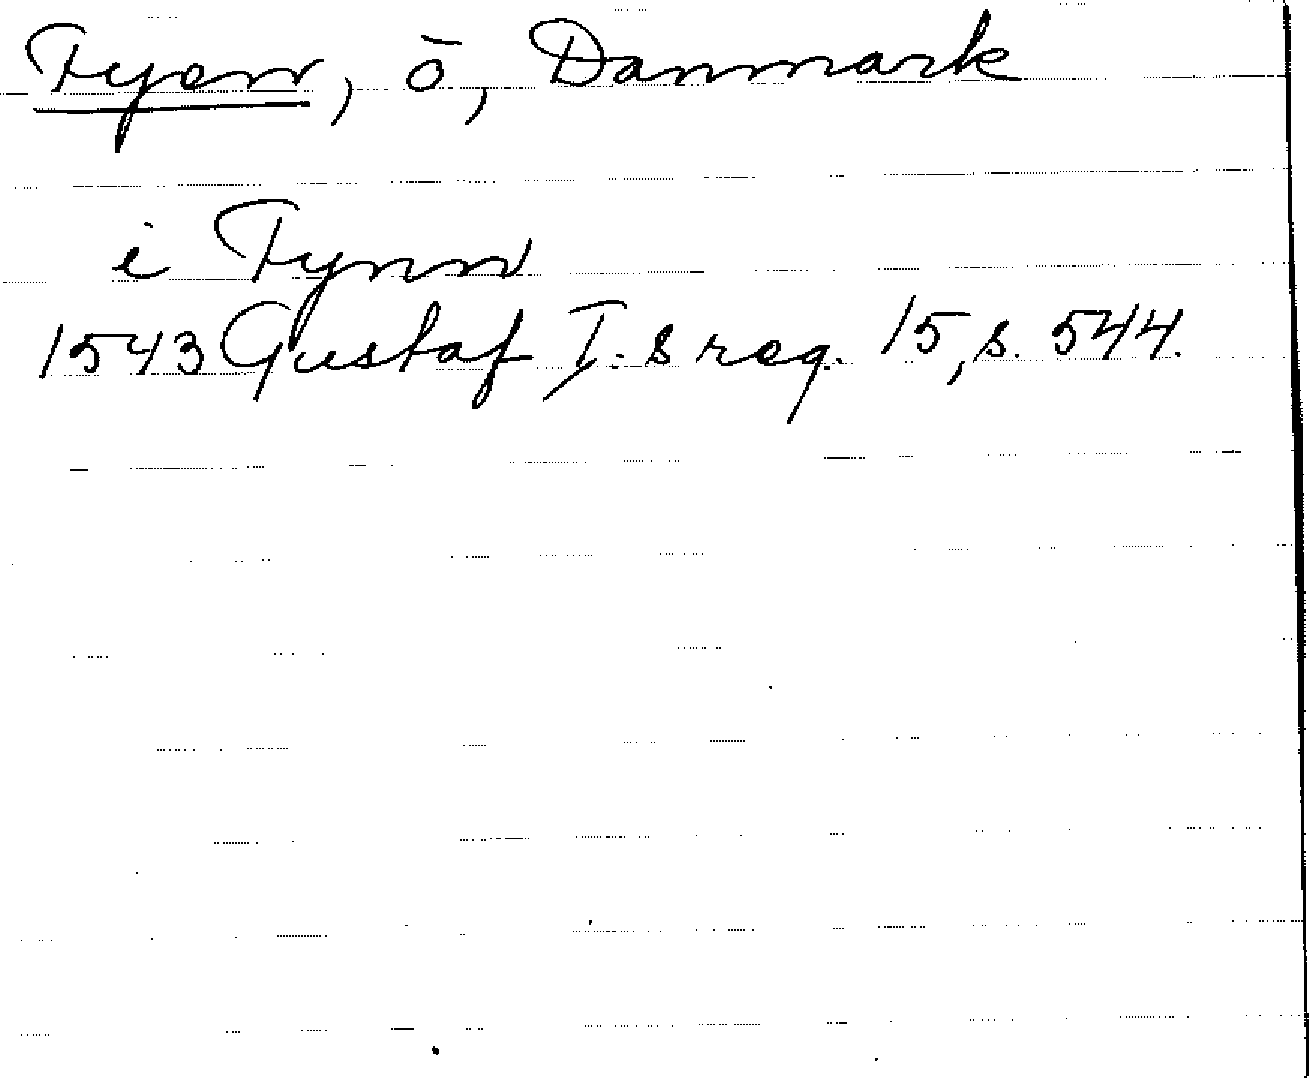 Fyen, ö, Danmark
i Fynn
1543 Gustaf I:s reg. 15, s. 544.